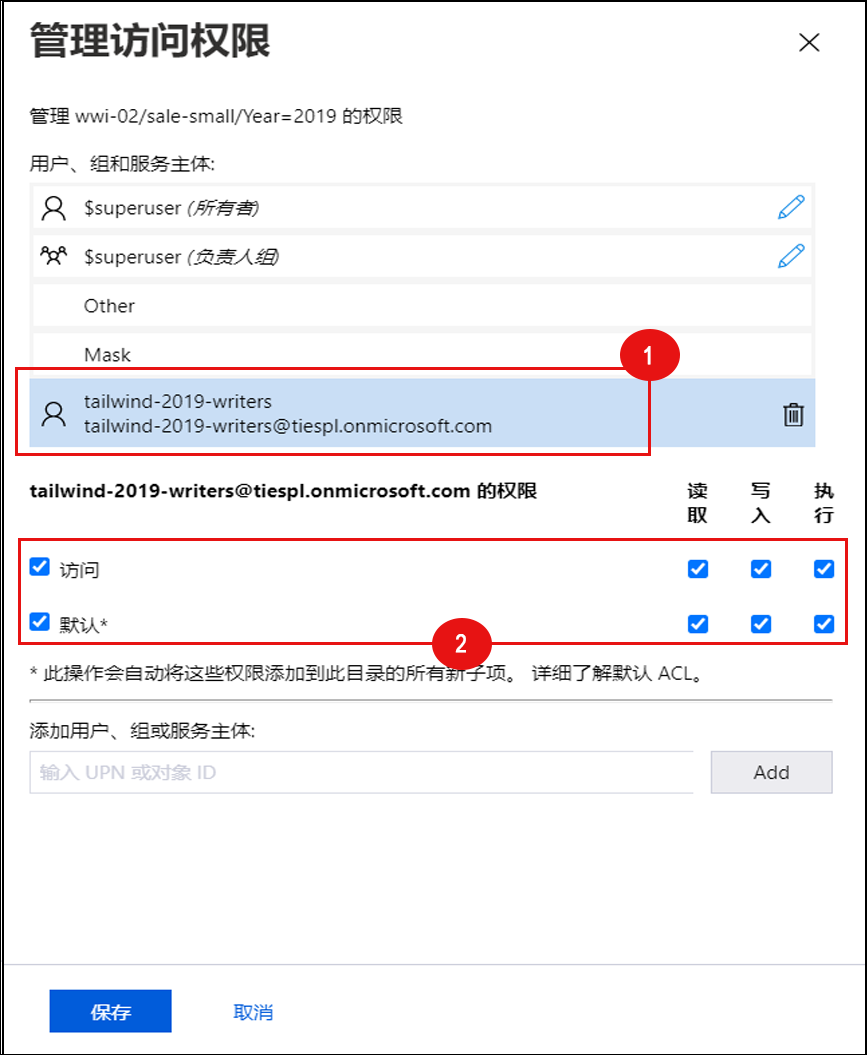 管理访问权限
管理 wwi-02/sale-small/Year=2019 的权限
用户、组和服务主体:
$superuser (所有者)
$superuser (负责人组)
Other
Mask
1
tailwind-2019-writers
tailwind-2019-writers@tiespl.onmicrosoft.com
tailwind-2019-writers@tiespl.onmicrosoft.com 的权限
读取
写入
执行
访问
默认*
2
* 此操作会自动将这些权限添加到此目录的所有新子项。 详细了解默认 ACL。
添加用户、组或服务主体:
输入 UPN 或对象 ID
Add
保存
取消